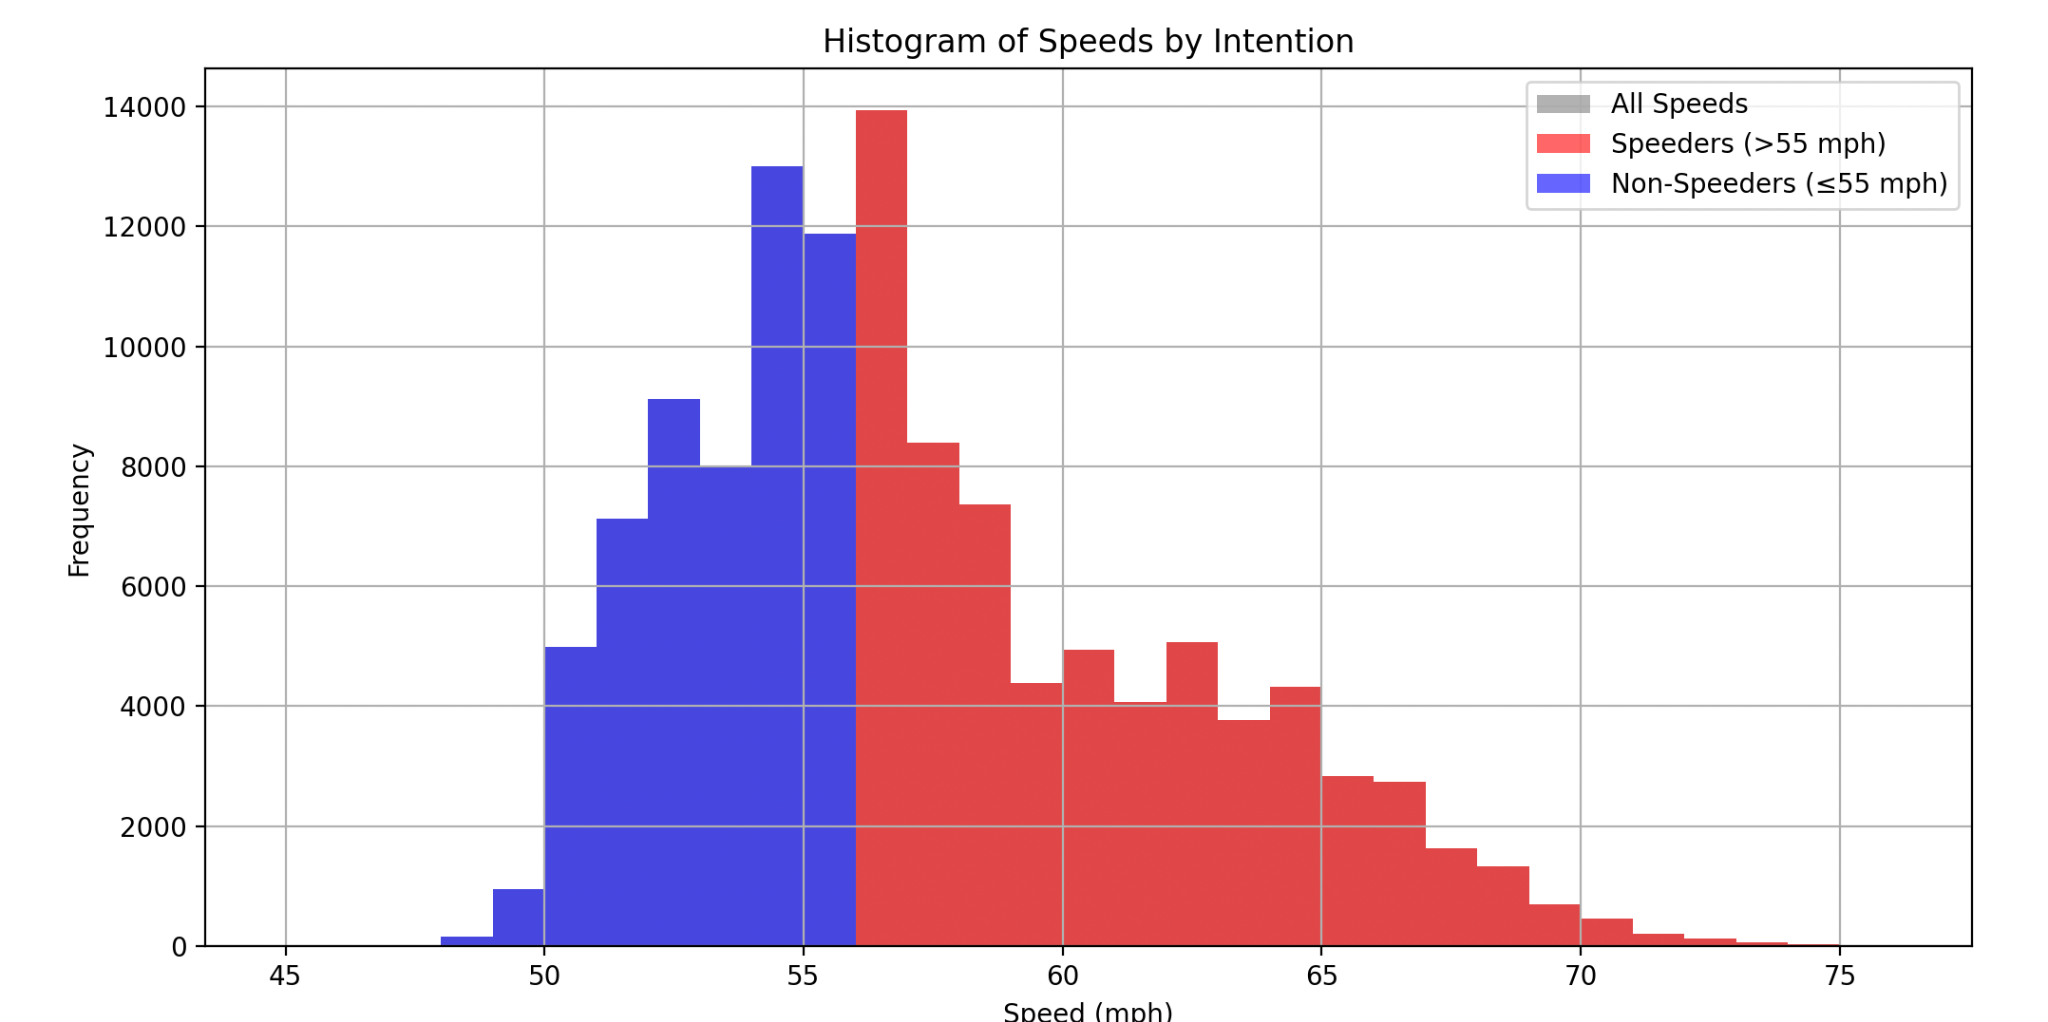 Histogram of Speeds by Intention
All Speeds
Speeders (>55 mph)
Non-Speeders (≤55 mph)
14000
12000
10000
8000
6000
4000
2000
0
Frequency
45 50 55 60 65 70 75
Speed (mph)